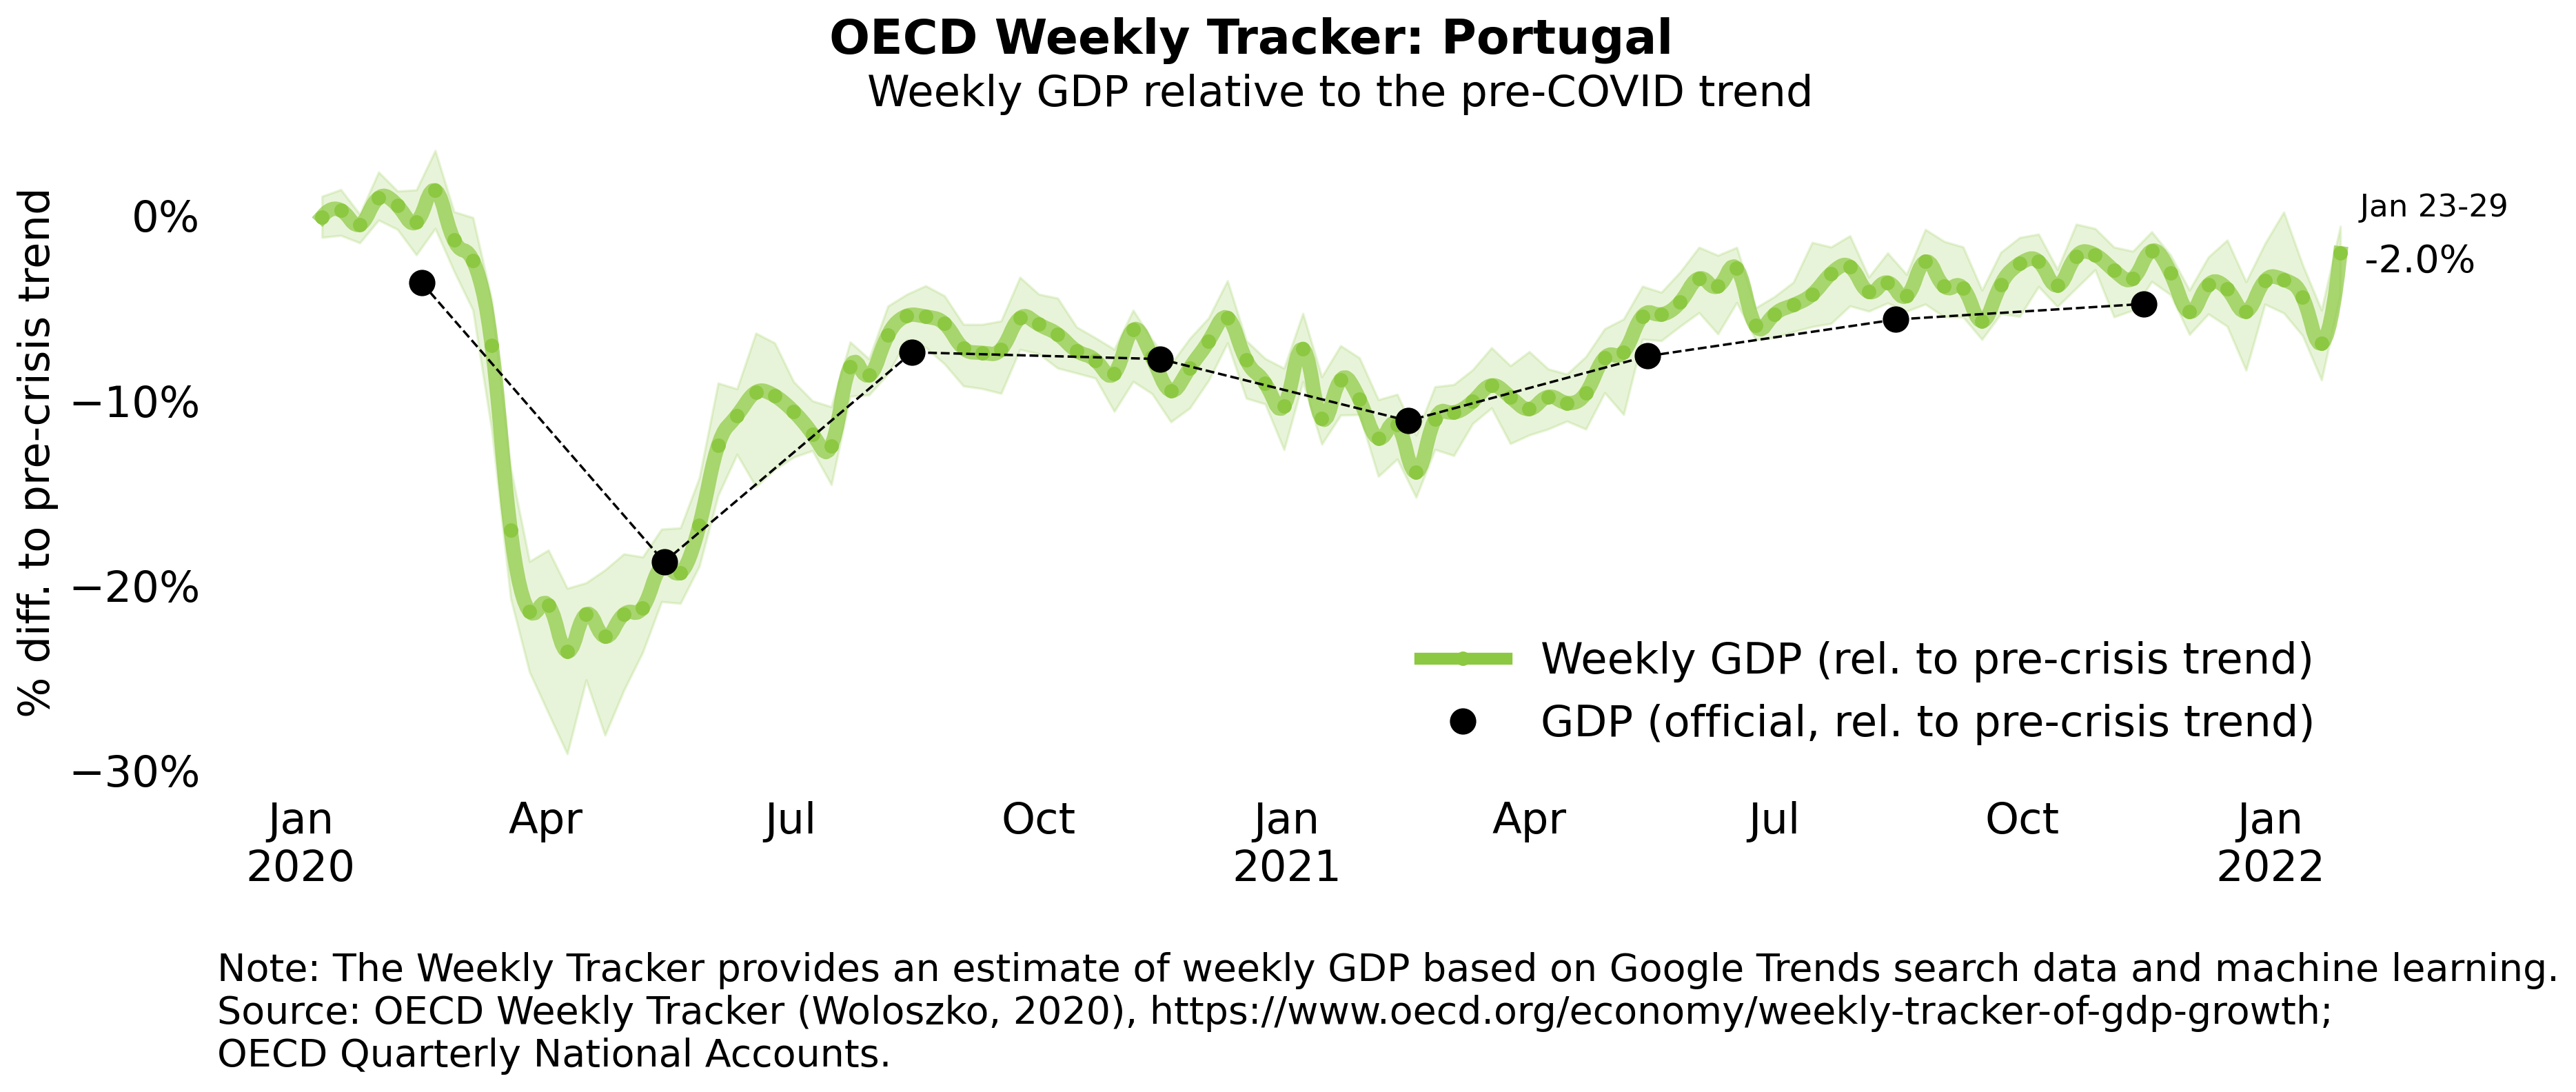 OECD Weekly Tracker: Portugal
Weekly GDP relative to the pre-COVID trend
% diff. to pre-crisis trend
0%
−10%
−20%
−30%
Jan 23-29
-2.0%
Weekly GDP (rel. to pre-crisis trend)
GDP (official, rel. to pre-crisis trend)
Jan Apr Jul Oct Jan Apr Jul Oct Jan
2020 2021 2022
Note: The Weekly Tracker provides an estimate of weekly GDP based on Google Trends search data and machine learning.
Source: OECD Weekly Tracker (Woloszko, 2020), https://www.oecd.org/economy/weekly-tracker-of-gdp-growth;
OECD Quarterly National Accounts.